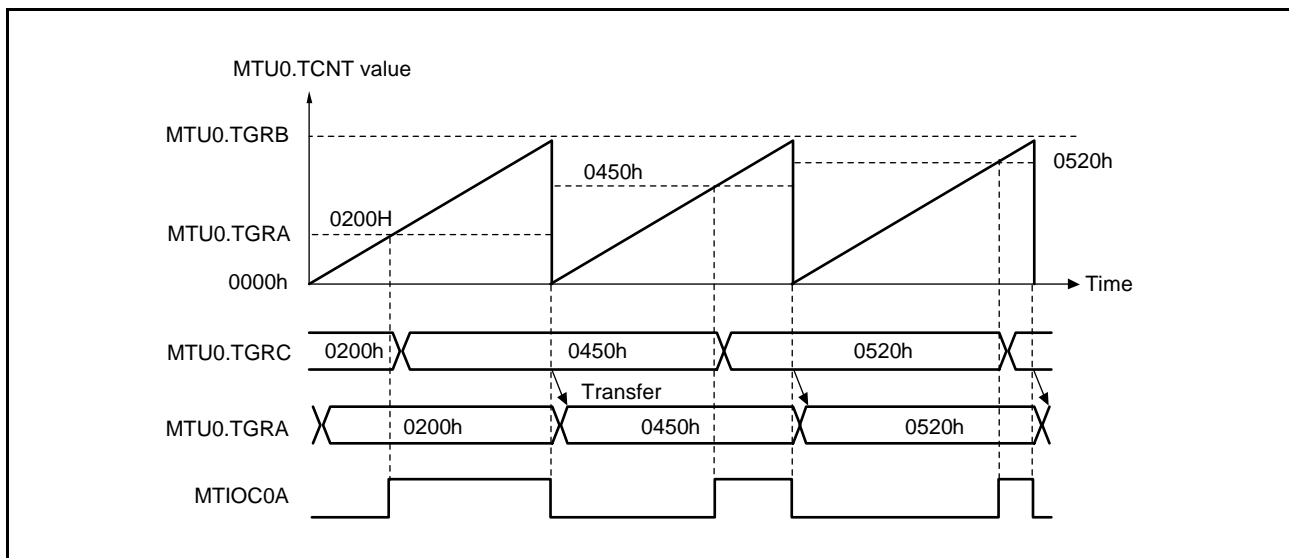 MTU0.TCNT value
MTU0.TGRB
0520h
0450h
0200H
MTU0.TGRA
0000h
Time
MTU0.TGRC 0200h 0450h 0520h
Transfer
MTU0.TGRA 0200h 0450h 0520h
MTIOC0A